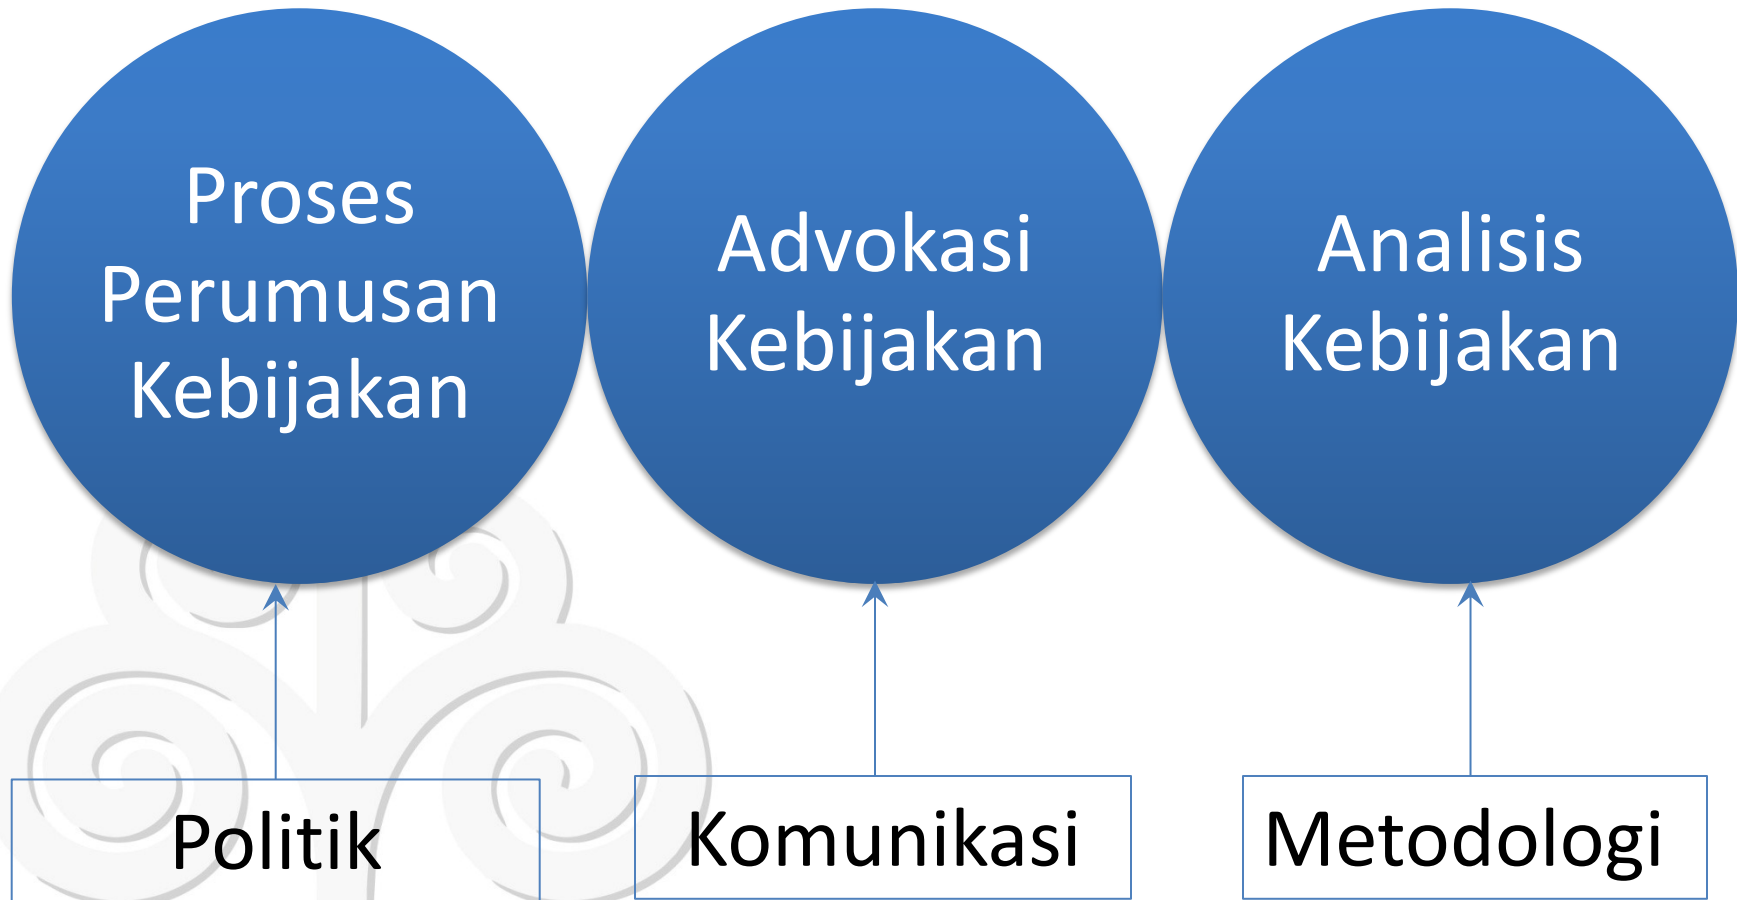 Proses
Perumusan
Kebijakan
Advokasi
Kebijakan
Analisis
Kebijakan
Politik
Komunikasi
Metodologi